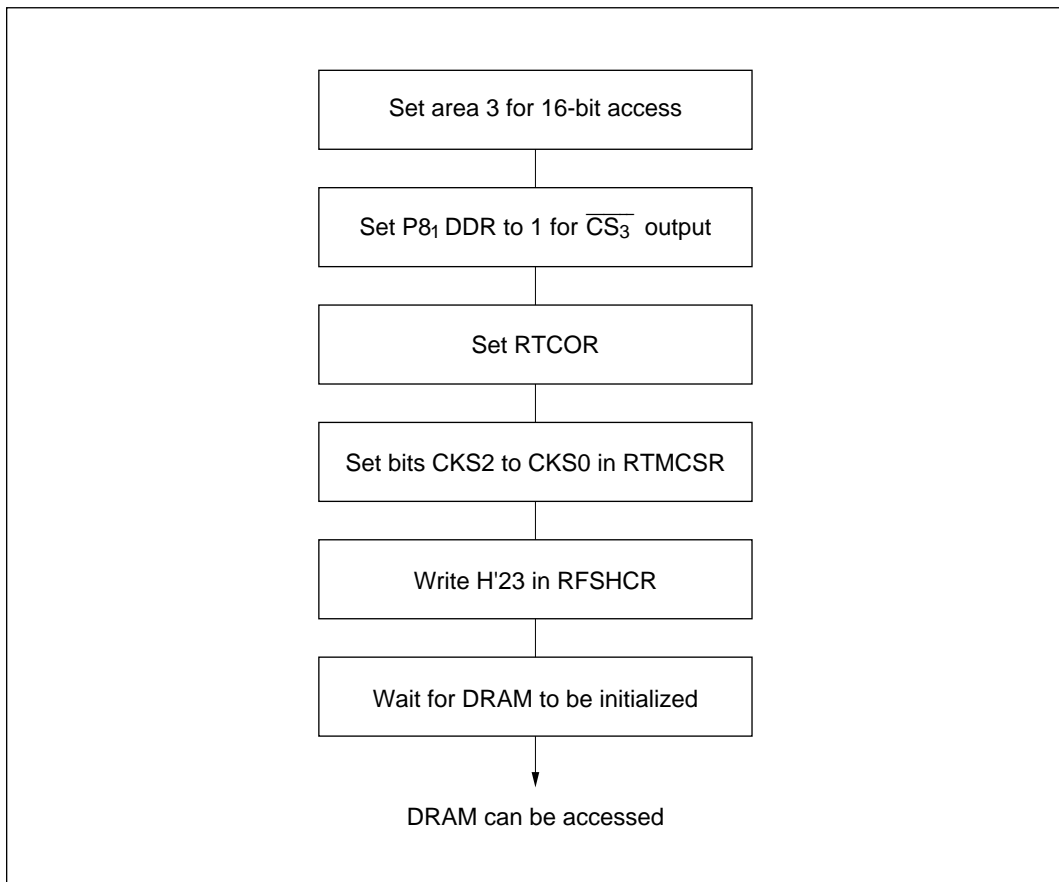 Set area 3 for 16-bit access
Set P8₁ DDR to 1 for C̅S̅₃̅ output
Set RTCOR
Set bits CKS2 to CKS0 in RTMCSR
Write H'23 in RFSHCR
Wait for DRAM to be initialized
DRAM can be accessed